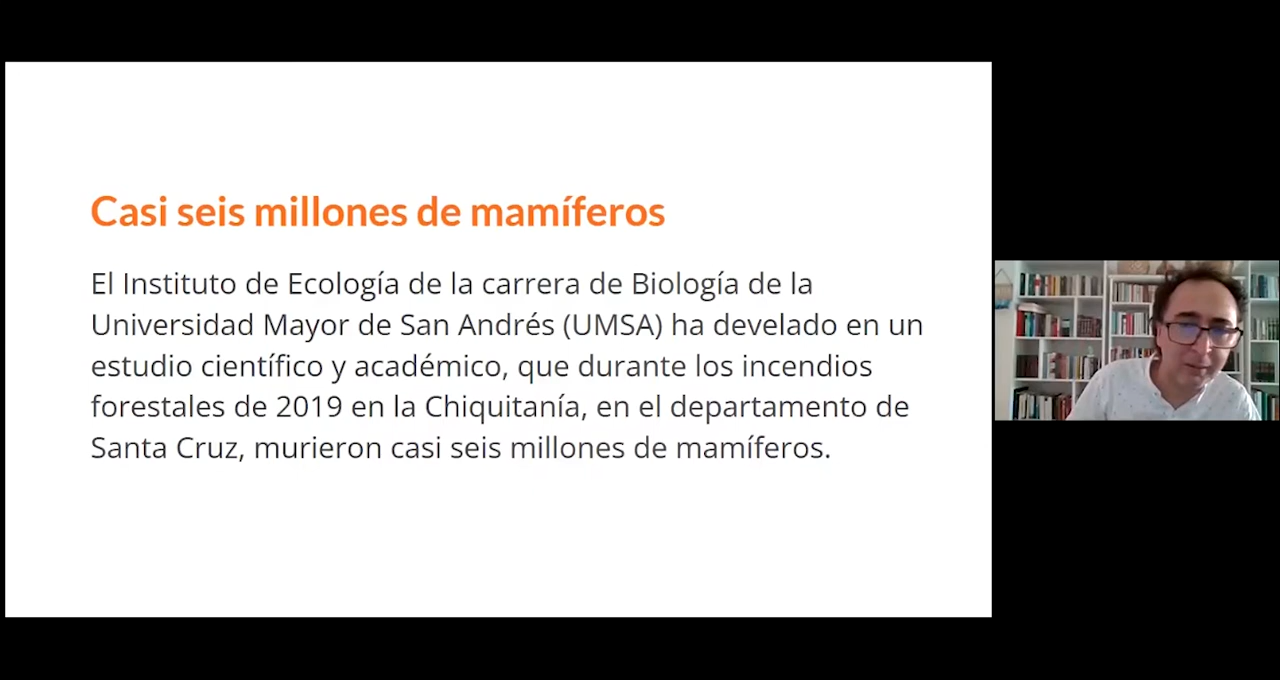 Casi seis millones de mamíferos
El Instituto de Ecología de la carrera de Biología de la
Universidad Mayor de San Andrés (UMSA) ha develado en un
estudio científico y académico, que durante los incendios
forestales de 2019 en la Chiquitanía, en el departamento de
Santa Cruz, murieron casi seis millones de mamíferos.